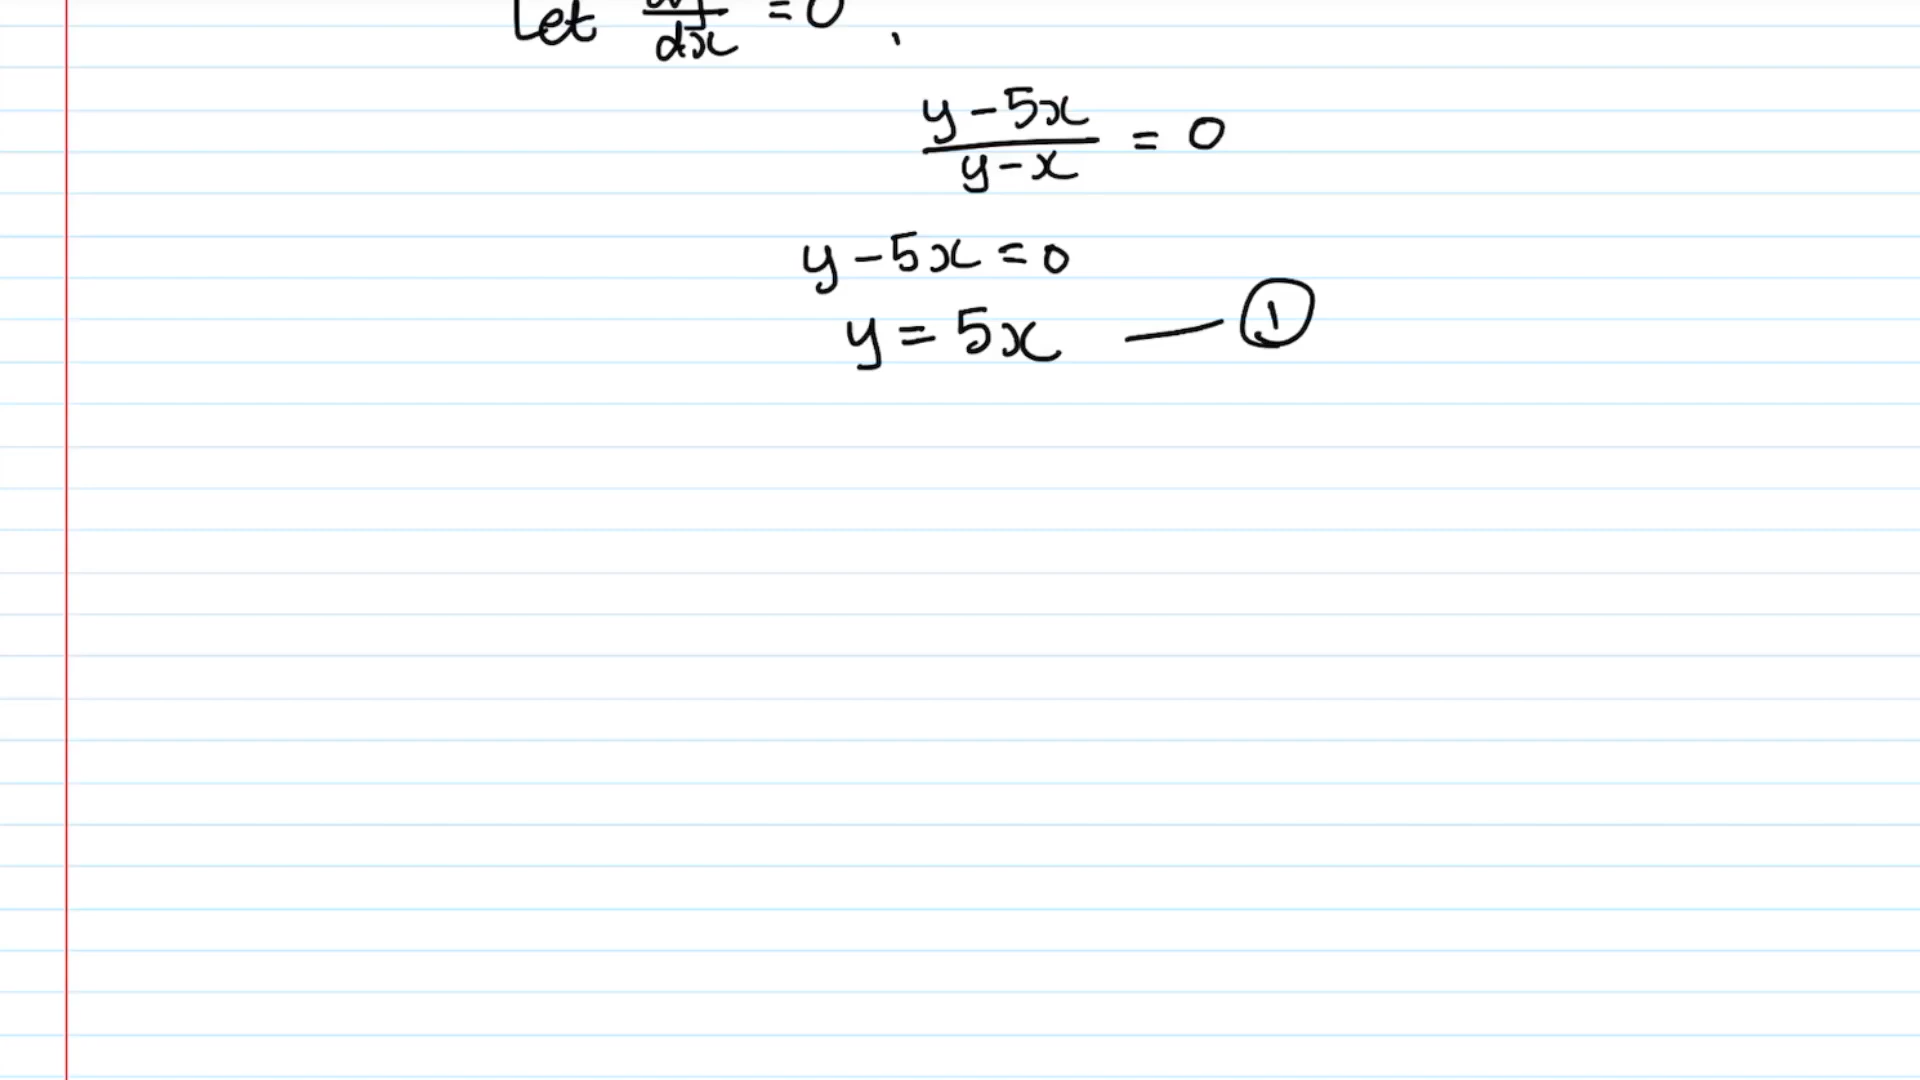 Let dy/dx = 0 ,
(y - 5x)/(y - x) = 0
y - 5x = 0
y = 5x — ①